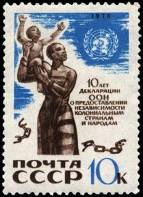 1970
10 ЛЕТ
ДЕКЛАРАЦИИ
ООН
О ПРЕДОСТАВЛЕНИИ
НЕЗАВИСИМОСТИ
КОЛОНИАЛЬНЫМ
СТРАНАМ
И НАРОДАМ
ПОЧТА
СССР 10К